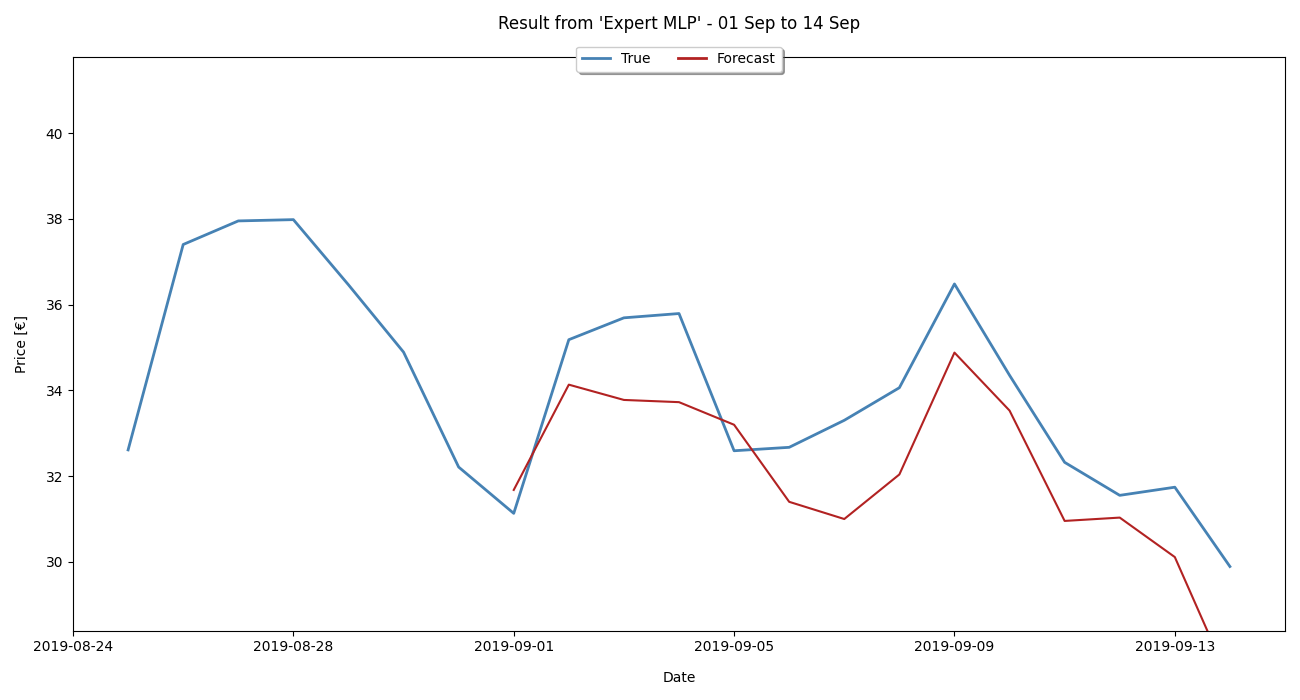 Result from 'Expert MLP' - 01 Sep to 14 Sep
True Forecast
Price [€]
40
38
36
34
32
30
2019-08-24 2019-08-28 2019-09-01 2019-09-05 2019-09-09 2019-09-13
Date